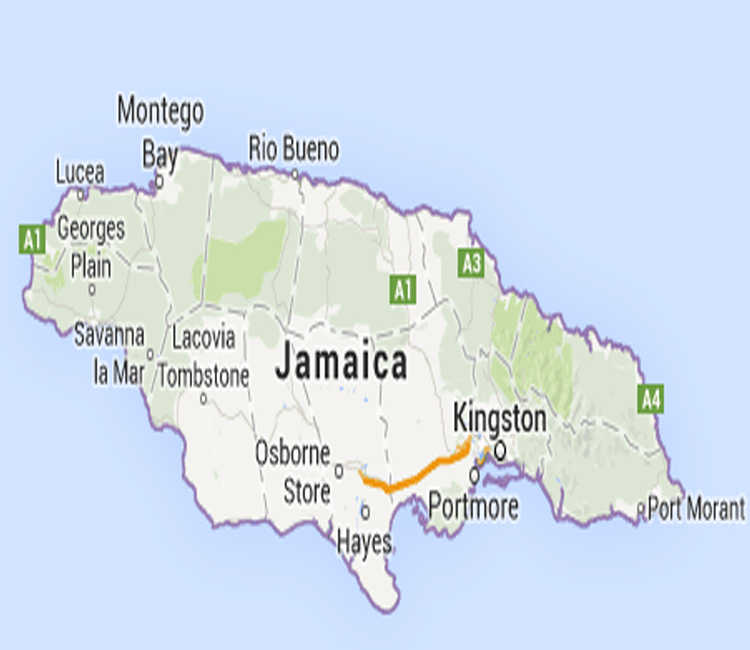 Montego
Bay
Rio Bueno
Lucea
A1
Georges
Plain
A3
A1
Savanna
la Mar
Lacovia
Tombstone
Jamaica
A4
Kingston
Osborne
Store
Portmore
Port Morant
Hayes